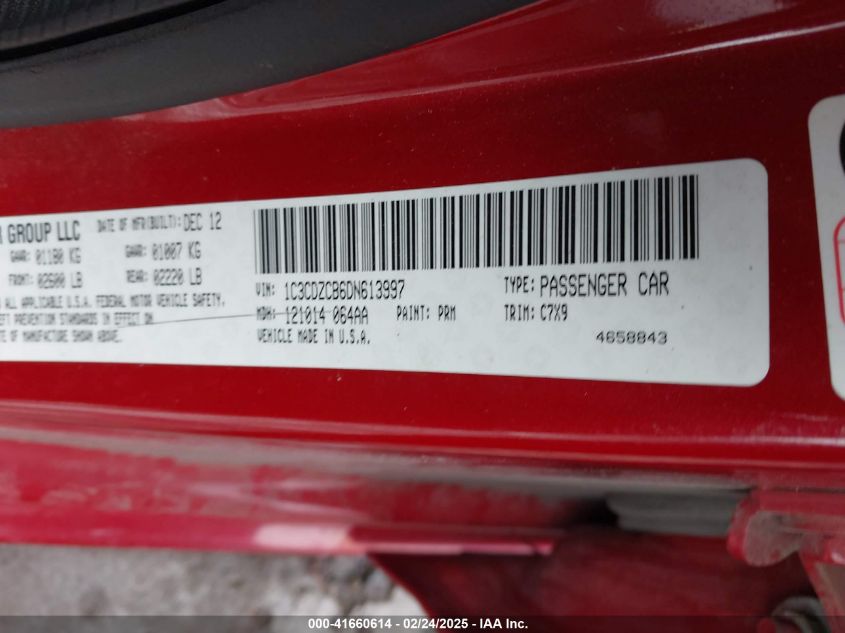 R GROUP LLC
DATE OF MFR(BUILT): DEC 12
GAWR: 01180 KG GAWR: 01007 KG
FRONT: 02600 LB REAR: 02220 LB
ALL APPLICABLE U.S.A. FEDERAL MOTOR VEHICLE SAFETY,
EFT PREVENTION STANDARDS IN EFFECT ON
TE OF MANUFACTURE SHOWN ABOVE.
VIN: 1C3CDZCB6DN613997 TYPE: PASSENGER CAR
MDH: 121014 064AA PAINT: PRM TRIM: C7X9
VEHICLE MADE IN U.S.A. 4658843
000-41660614 - 02/24/2025 - IAA Inc.